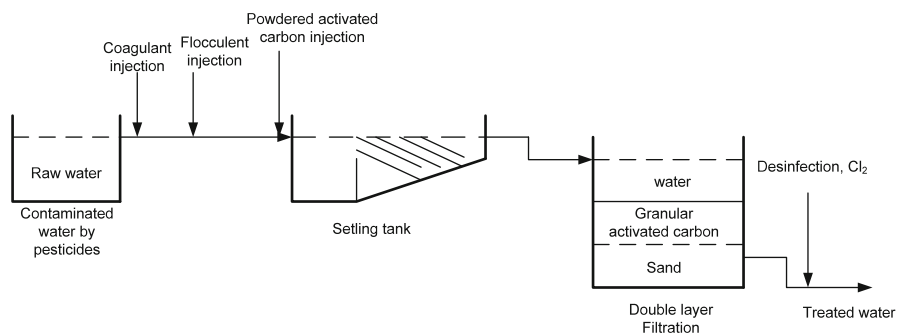 Powdered activated
carbon injection
Coagulant
injection
Flocculent
injection
Raw water
Contaminated
water by
pesticides
Setling tank
water
Granular
activated carbon
Sand
Double layer
Filtration
Desinfection, Cl₂
Treated water